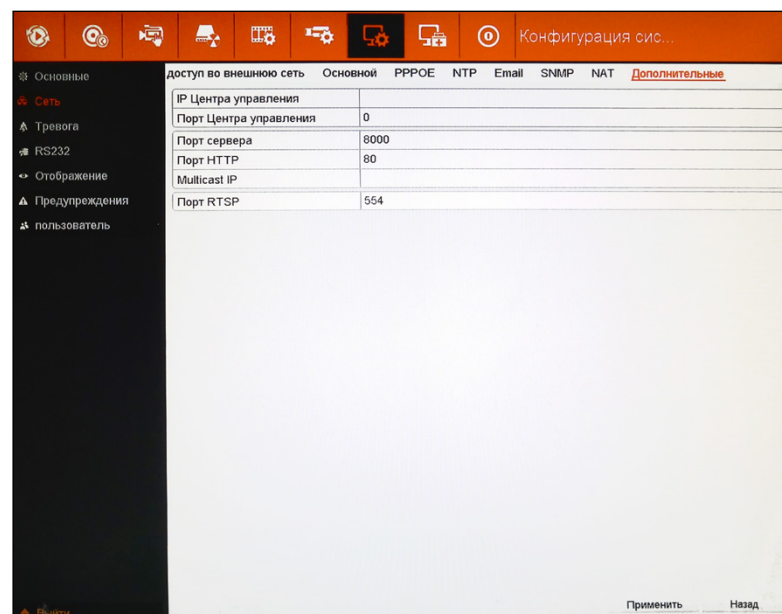 Конфигурация сис...
Основные
Сеть
Тревога
RS232
Отображение
Предупреждения
пользователь
Выйти
доступ во внешнюю сеть Основной PPPOE NTP Email SNMP NAT Дополнительные
IP Центра управления
Порт Центра управления 0
Порт сервера 8000
Порт HTTP 80
Multicast IP
Порт RTSP 554
Применить Назад